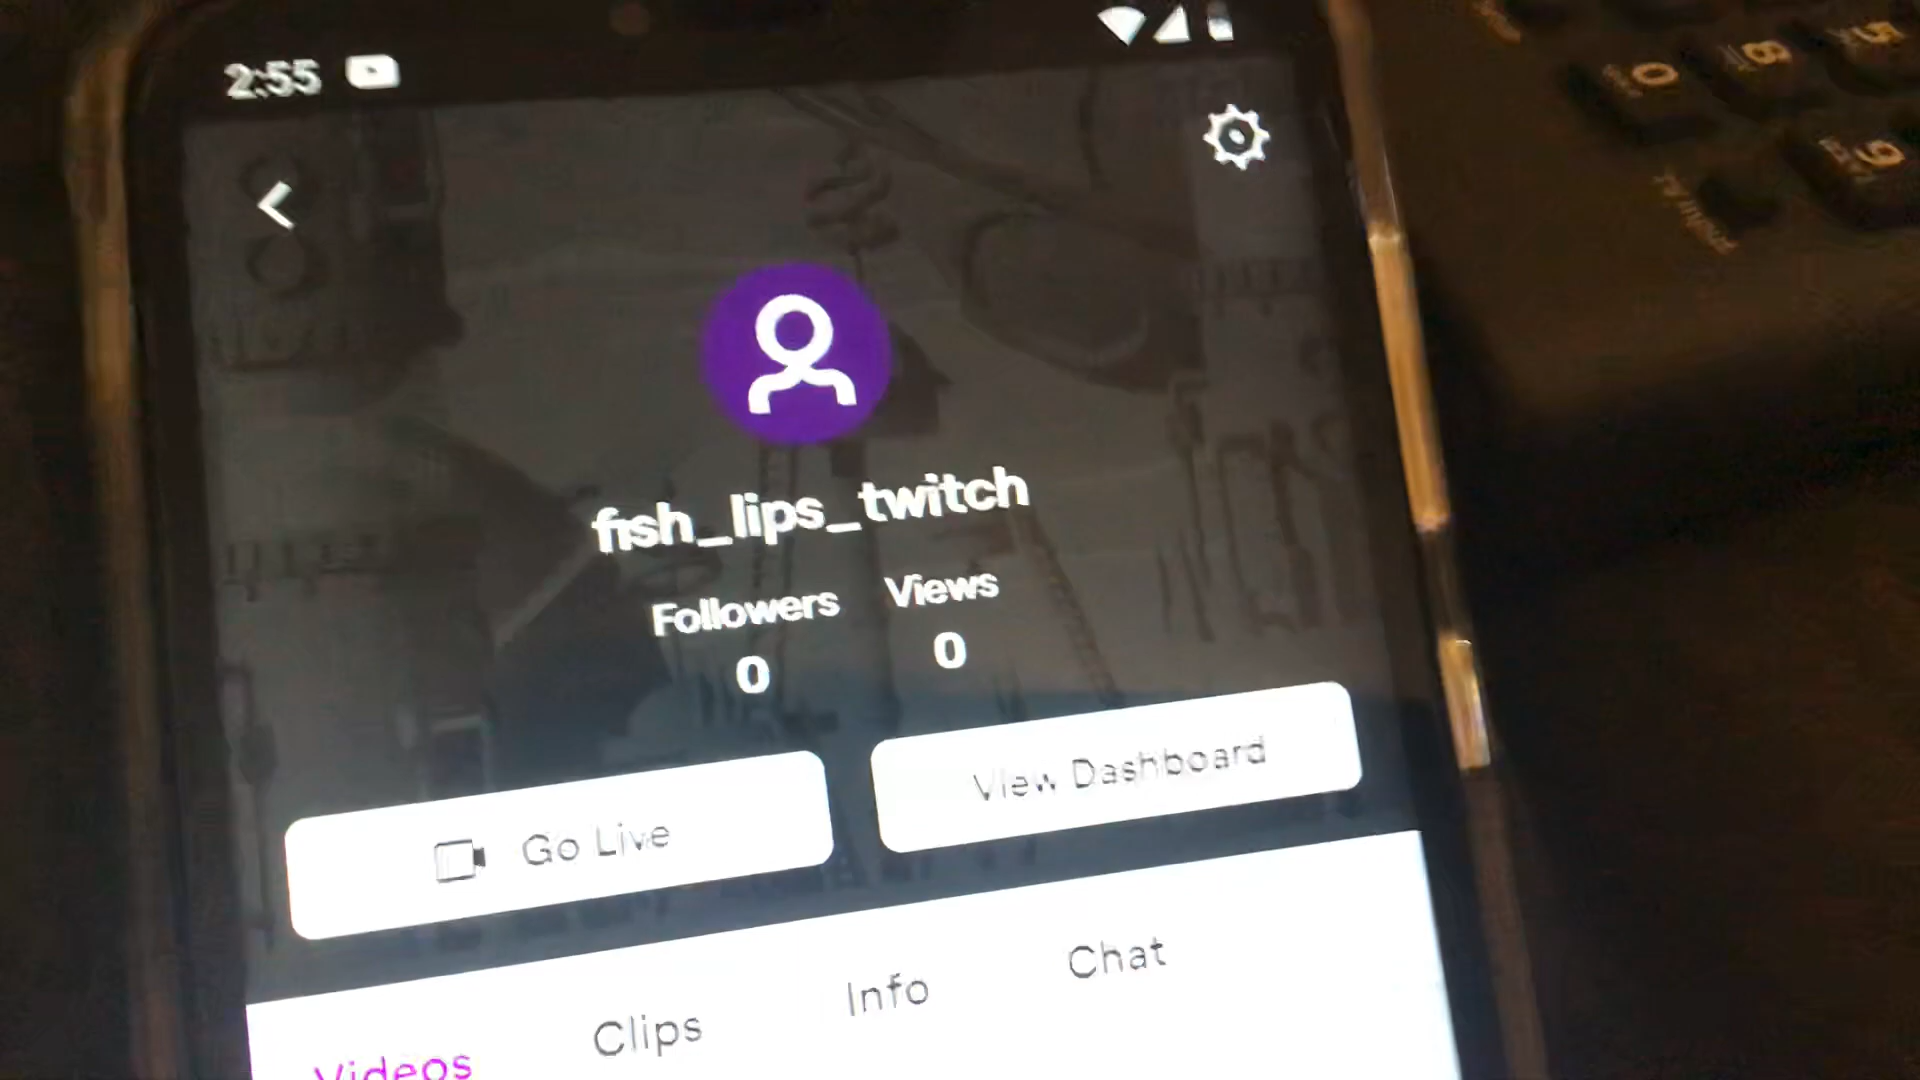 2:55
fish_lips_twitch
Followers Views
0 0
Go Live View Dashboard
Videos Clips Info Chat